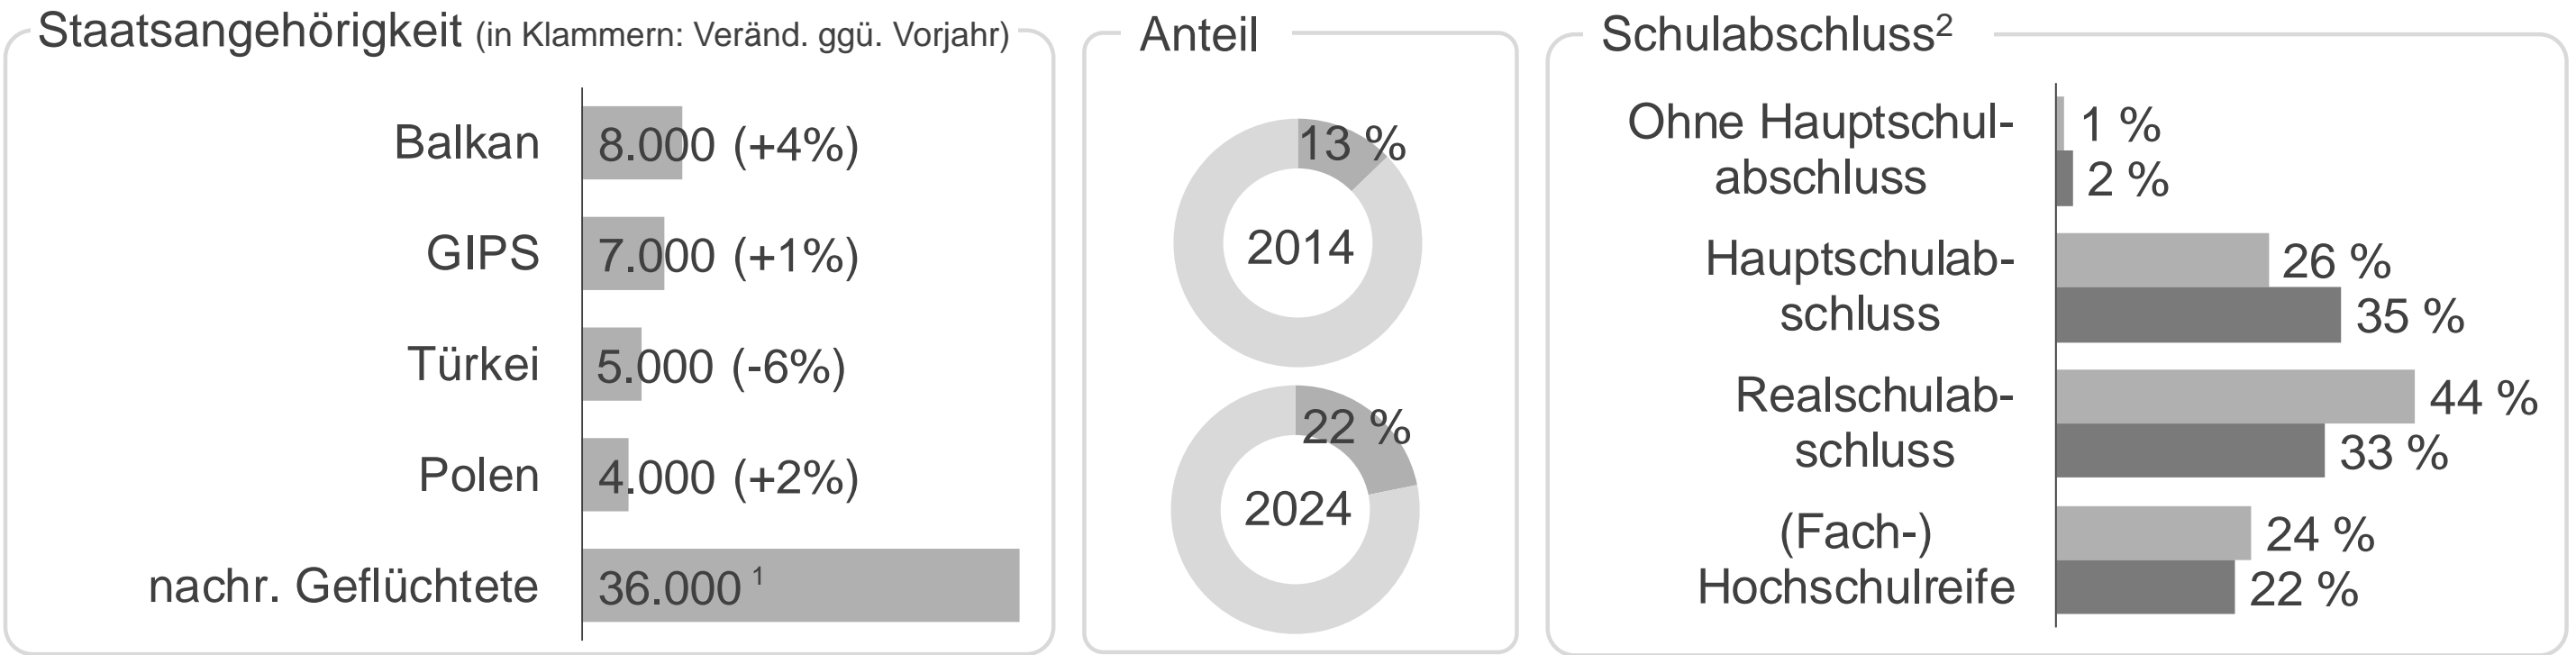 Staatsangehörigkeit (in Klammern: Veränd. ggü. Vorjahr)
Balkan 8.000 (+4%)
GIPS 7.000 (+1%)
Türkei 5.000 (-6%)
Polen 4.000 (+2%)
nachr. Geflüchtete 36.000 ¹
Anteil
13 %
2014
22 %
2024
Schulabschluss²
Ohne Hauptschul-
abschluss
1 %
2 %
Hauptschulab-
schluss
26 %
35 %
Realschulab-
schluss
44 %
33 %
(Fach-)
Hochschulreife
24 %
22 %